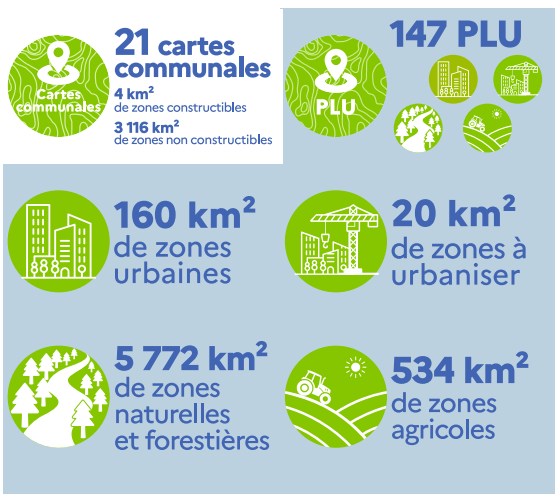 Cartes
communales
21 cartes
communales
4 km²
de zones constructibles
3 116 km²
de zones non constructibles
PLU
147 PLU
160 km²
de zones
urbaines
20 km²
de zones à
urbaniser
5 772 km²
de zones
naturelles
et forestières
534 km²
de zones
agricoles